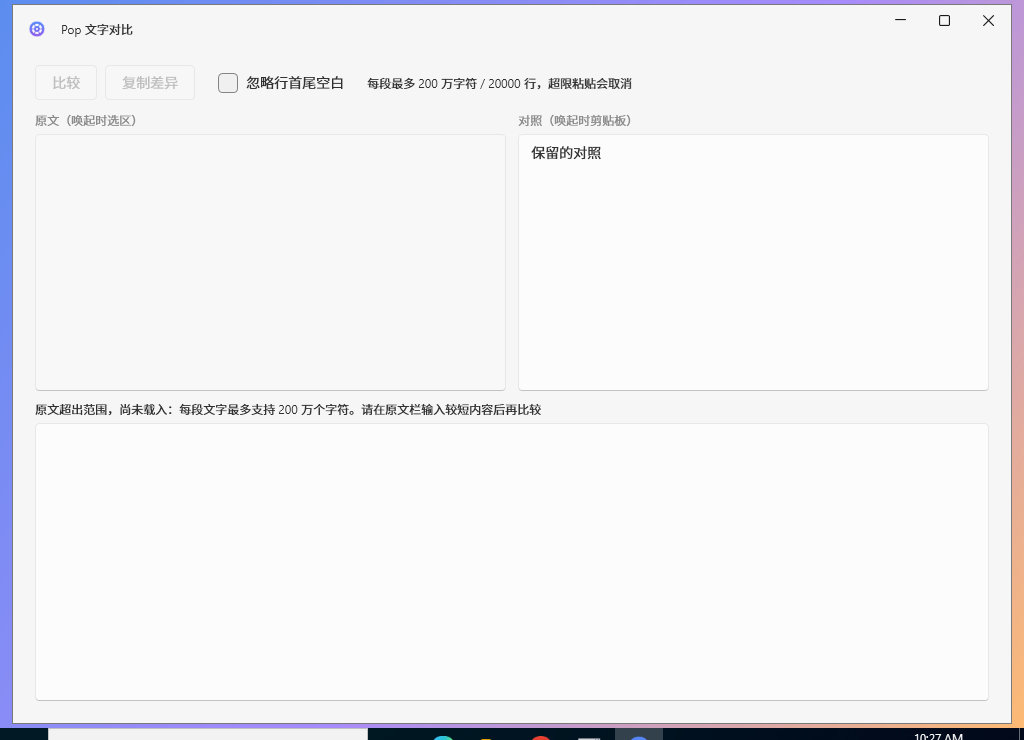 Pop 文字对比
比较 复制差异 忽略行首尾空白 每段最多 200 万字符 / 20000 行，超限粘贴会取消
原文（唤起时选区） 对照（唤起时剪贴板）
保留的对照
原文超出范围，尚未载入：每段文字最多支持 200 万个字符。请在原文栏输入较短内容后再比较
10:27 AM